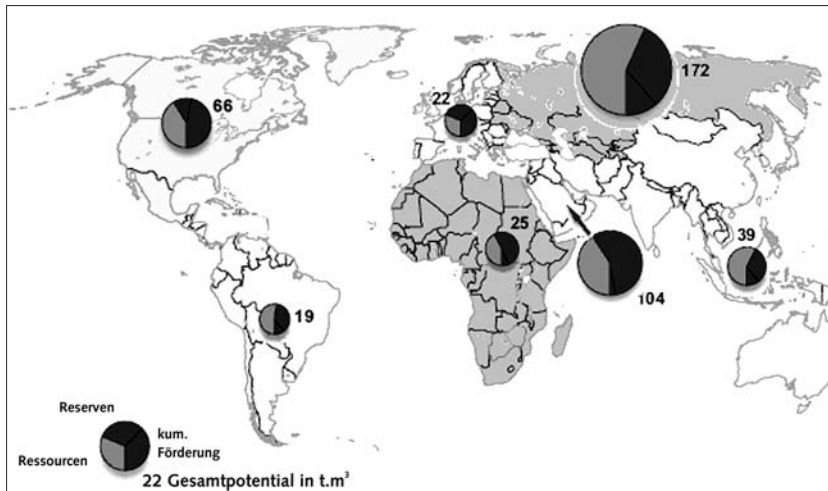 66
22
172
25
39
104
19
Reserven
kum.
Förderung
Ressourcen
22 Gesamtpotential in t.m³